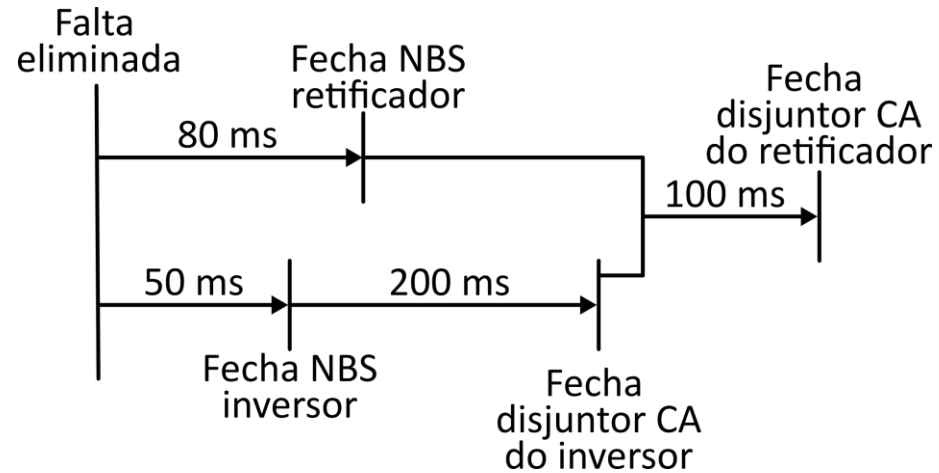 Falta
eliminada
Fecha NBS
retificador
Fecha
disjuntor CA
do retificador
80 ms
100 ms
50 ms
200 ms
Fecha NBS
inversor
Fecha
disjuntor CA
do inversor